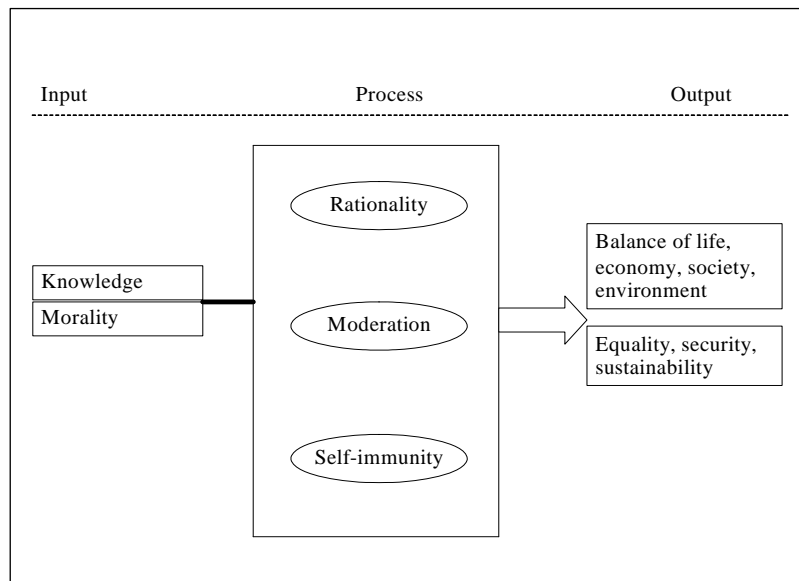 Input
Process
Output
Rationality
Moderation
Self-immunity
Knowledge
Morality
Balance of life,
economy, society,
environment
Equality, security,
sustainability